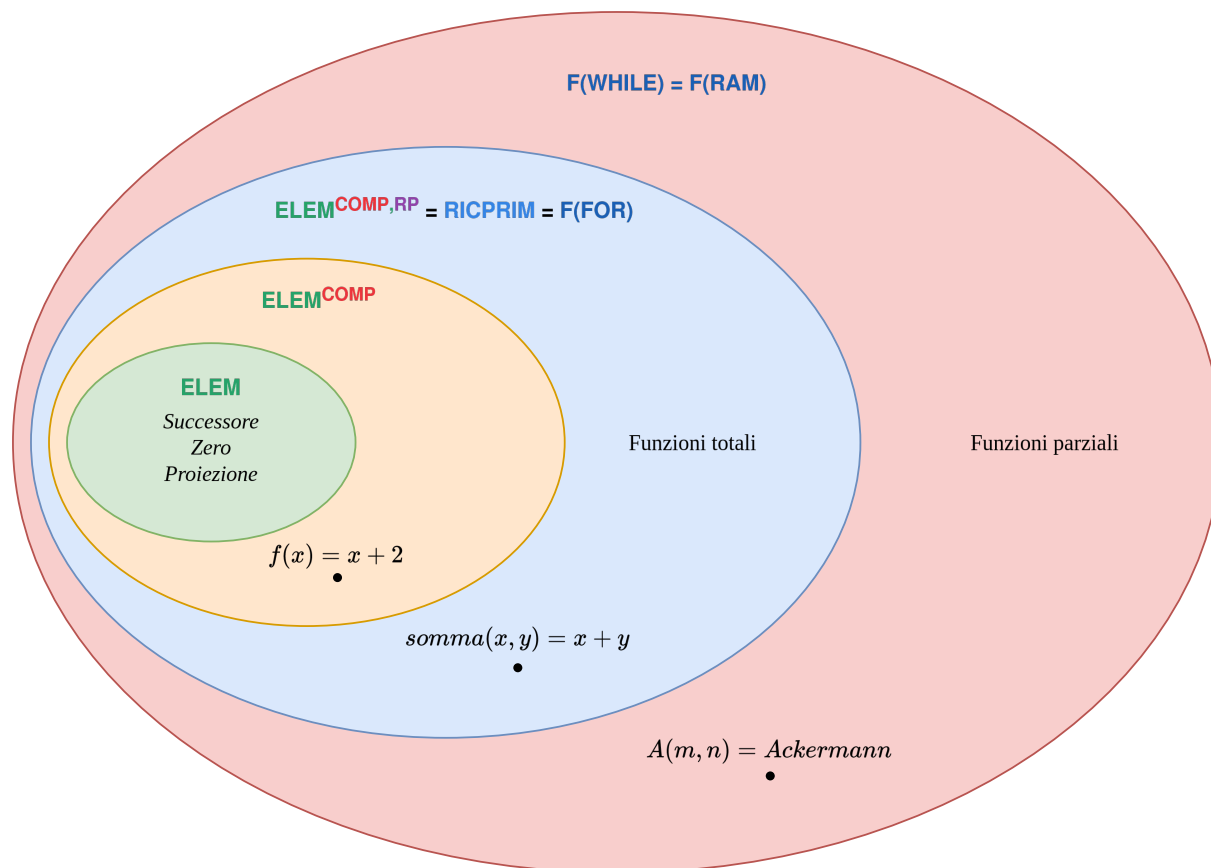 F(WHILE) = F(RAM)
ELEM^COMP,RP = RICPRIM = F(FOR)
ELEM^COMP
ELEM
Successore
Zero
Proiezione
Funzioni totali
Funzioni parziali
f(x) = x + 2
somma(x, y) = x + y
A(m, n) = Ackermann